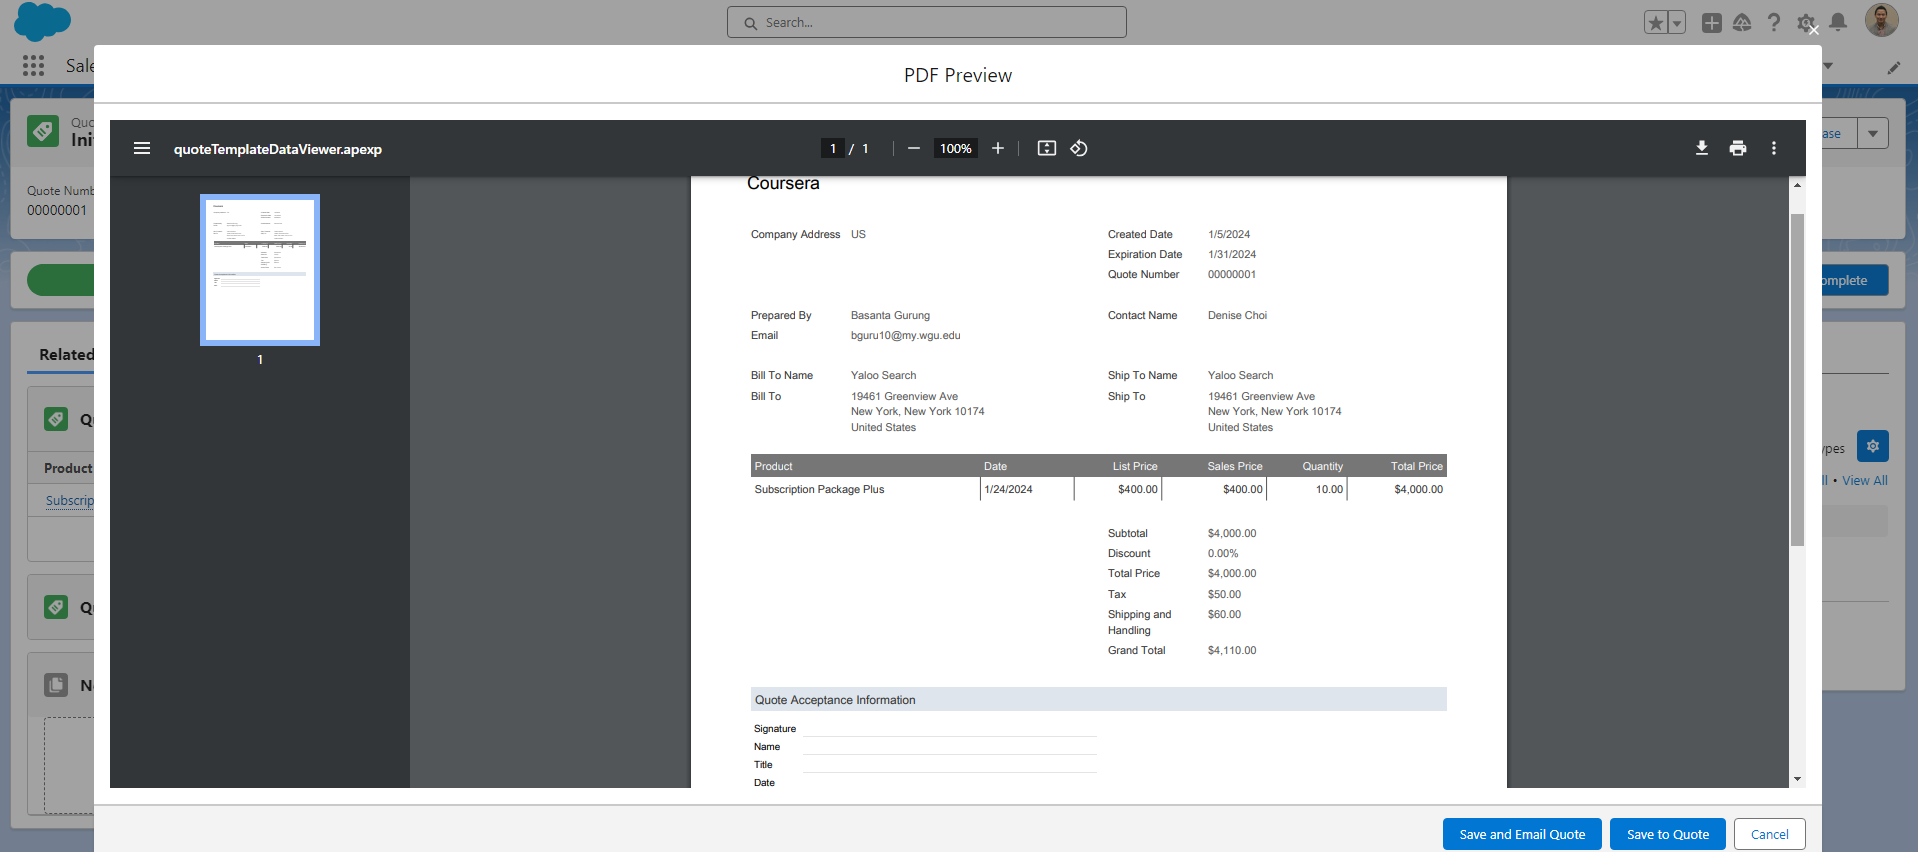 Search...
Sale
PDF Preview
Quo
Ini
ase
quoteTemplateDataViewer.apexp
1 / 1
100%
Quote Numb
00000001
Coursera
Company Address US
Created Date 1/5/2024
Expiration Date 1/31/2024
Quote Number 00000001
omplete
Prepared By Basanta Gurung
Contact Name Denise Choi
Email bguru10@my.wgu.edu
Related
1
Bill To Name Yaloo Search
Ship To Name Yaloo Search
Bill To 19461 Greenview Ave
New York, New York 10174
United States
Ship To 19461 Greenview Ave
New York, New York 10174
United States
Q
ypes
Product
Product Date List Price Sales Price Quantity Total Price
ll • View All
Subscrip
Subscription Package Plus 1/24/2024 $400.00 $400.00 10.00 $4,000.00
Subtotal $4,000.00
Discount 0.00%
Total Price $4,000.00
Tax $50.00
Shipping and $60.00
Handling
Grand Total $4,110.00
Q
N
Quote Acceptance Information
Signature
Name
Title
Date
Save and Email Quote
Save to Quote
Cancel